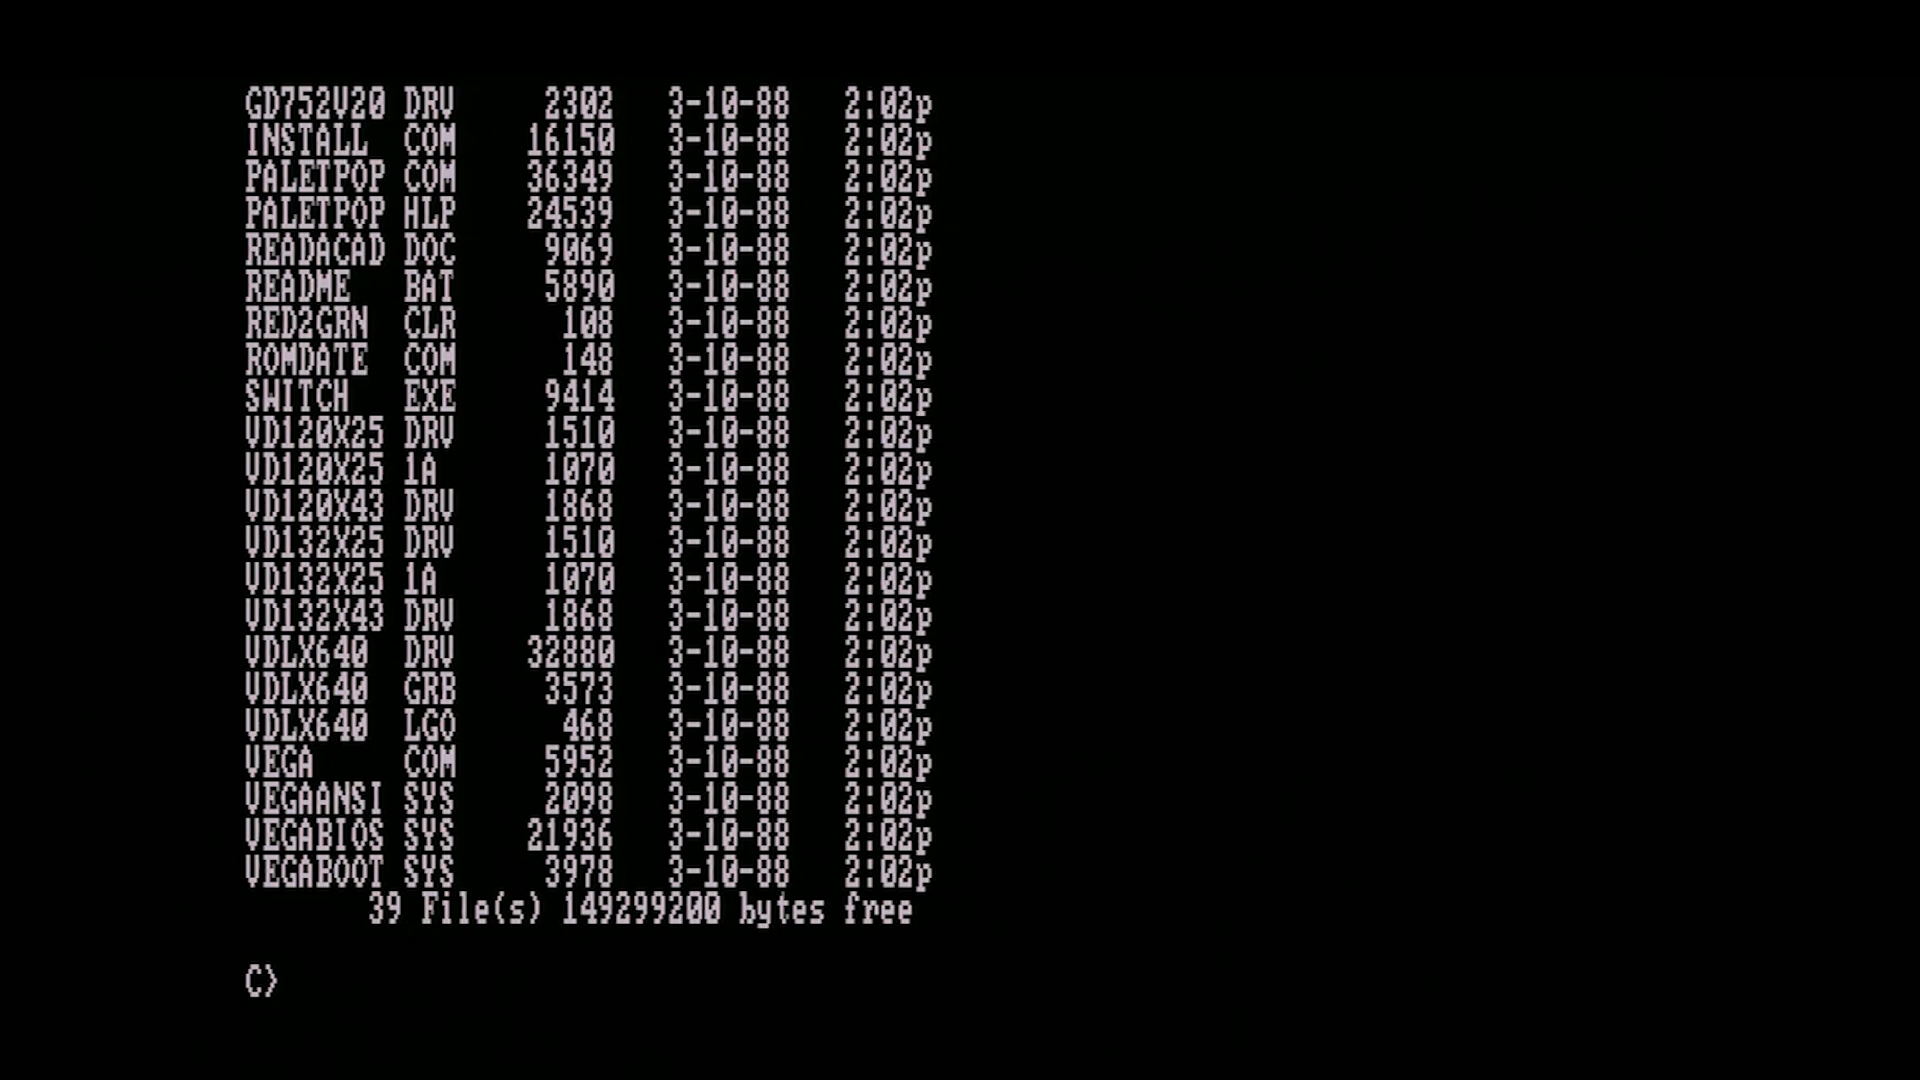 GD752V20 DRV     2302   3-10-88   2:02p
INSTALL  COM    16150   3-10-88   2:02p
PALETPOP COM    36349   3-10-88   2:02p
PALETPOP HLP    24539   3-10-88   2:02p
READACAD DOC     9069   3-10-88   2:02p
README   BAT     5890   3-10-88   2:02p
RED2GRN  CLR      108   3-10-88   2:02p
ROMDATE  COM      148   3-10-88   2:02p
SWITCH   EXE     9414   3-10-88   2:02p
VD120X25 DRV     1510   3-10-88   2:02p
VD120X25 1A      1070   3-10-88   2:02p
VD120X43 DRV     1868   3-10-88   2:02p
VD132X25 DRV     1510   3-10-88   2:02p
VD132X25 1A      1070   3-10-88   2:02p
VD132X43 DRV     1868   3-10-88   2:02p
VDLX640  DRV    32880   3-10-88   2:02p
VDLX640  GRB     3573   3-10-88   2:02p
VDLX640  LGO      468   3-10-88   2:02p
VEGA     COM     5952   3-10-88   2:02p
VEGAANSI SYS     2098   3-10-88   2:02p
VEGABIOS SYS    21936   3-10-88   2:02p
VEGABOOT SYS     3978   3-10-88   2:02p
       39 File(s) 149299200 bytes free
C>